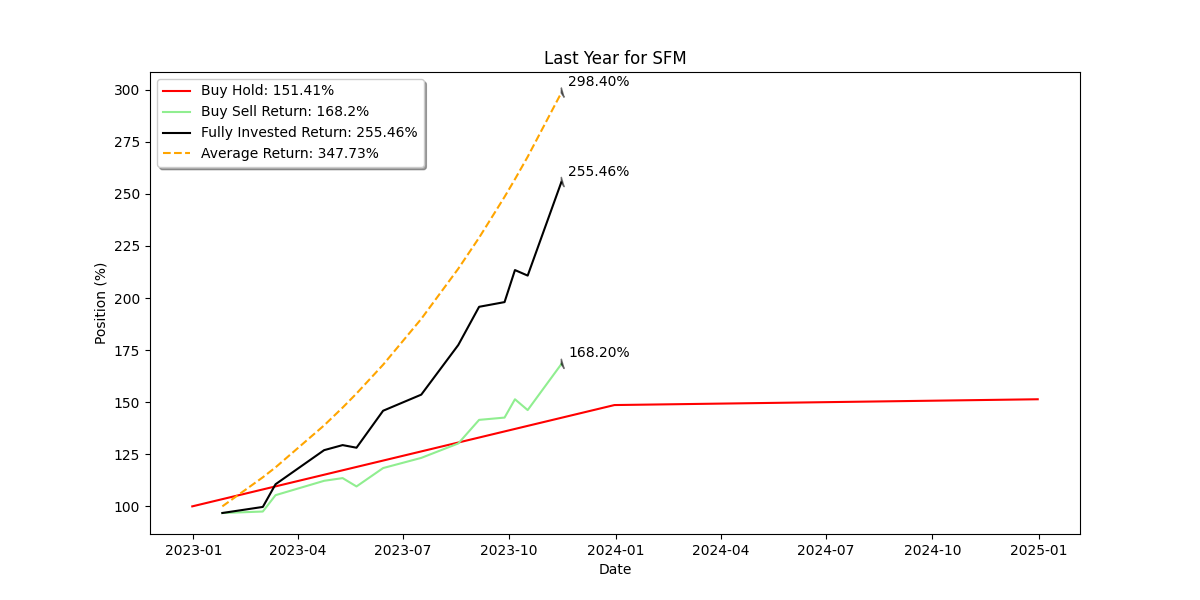 Last Year for SFM
Buy Hold: 151.41%
Buy Sell Return: 168.2%
Fully Invested Return: 255.46%
Average Return: 347.73%
298.40%
255.46%
168.20%
Position (%)
300
275
250
225
200
175
150
125
100
2023-01 2023-04 2023-07 2023-10 2024-01 2024-04 2024-07 2024-10 2025-01
Date